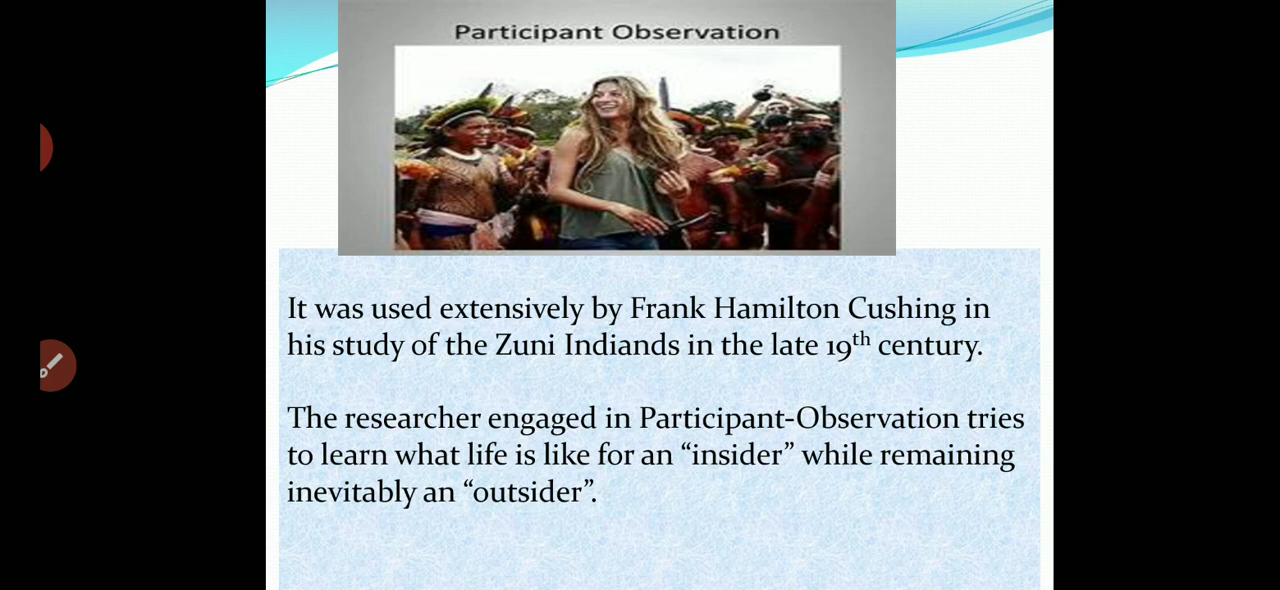 Participant Observation
It was used extensively by Frank Hamilton Cushing in
his study of the Zuni Indiands in the late 19th century.
The researcher engaged in Participant-Observation tries
to learn what life is like for an “insider” while remaining
inevitably an “outsider”.